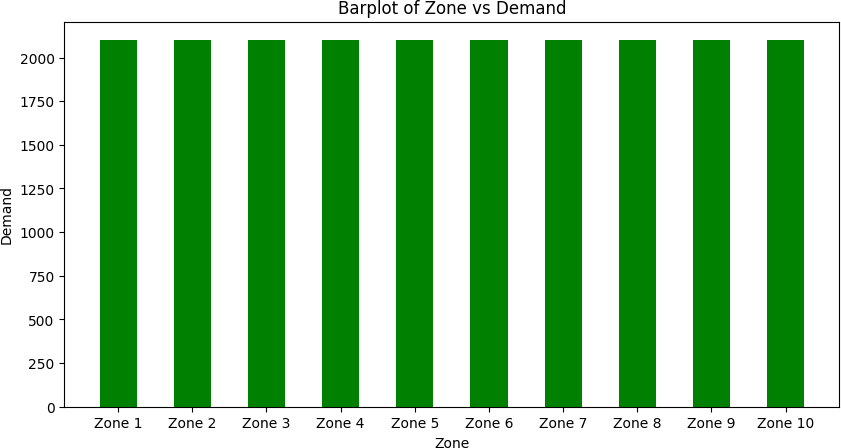 Barplot of Zone vs Demand
2000
1750
1500
1250
1000
750
500
250
0
Demand
Zone 1 Zone 2 Zone 3 Zone 4 Zone 5 Zone 6 Zone 7 Zone 8 Zone 9 Zone 10
Zone